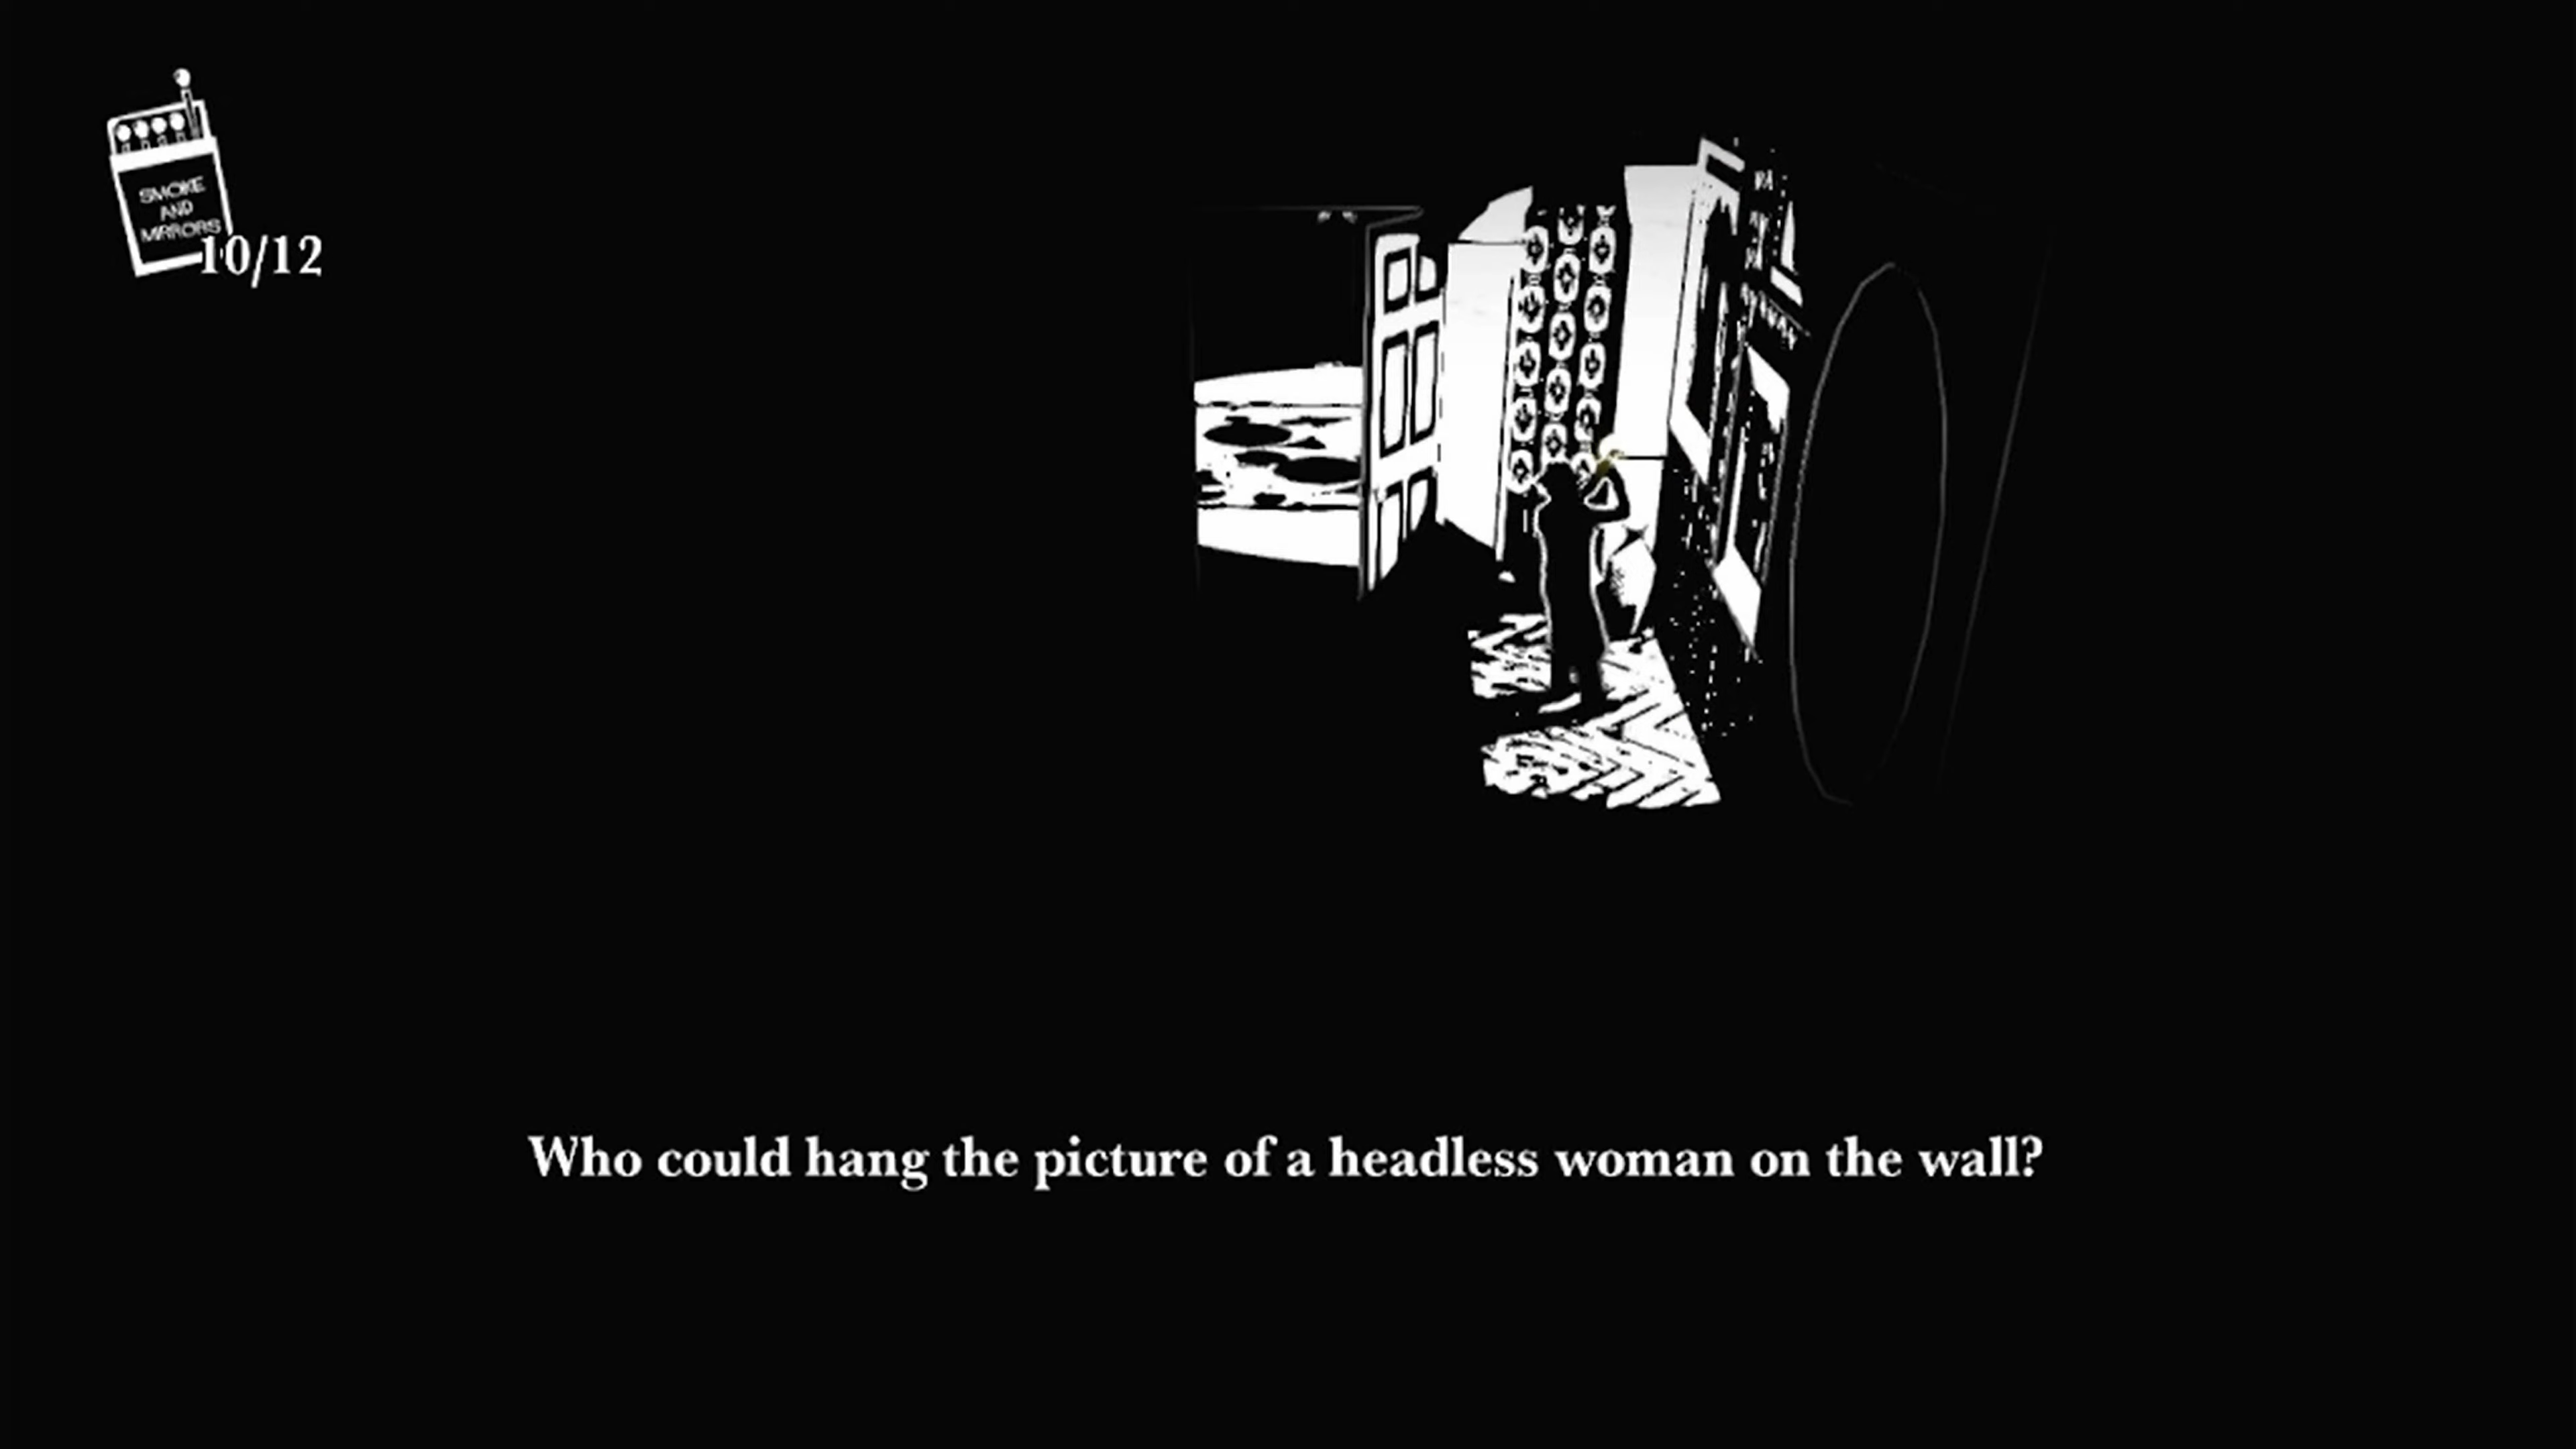 SMOKE
AND
MIRRORS
10/12
Who could hang the picture of a headless woman on the wall?